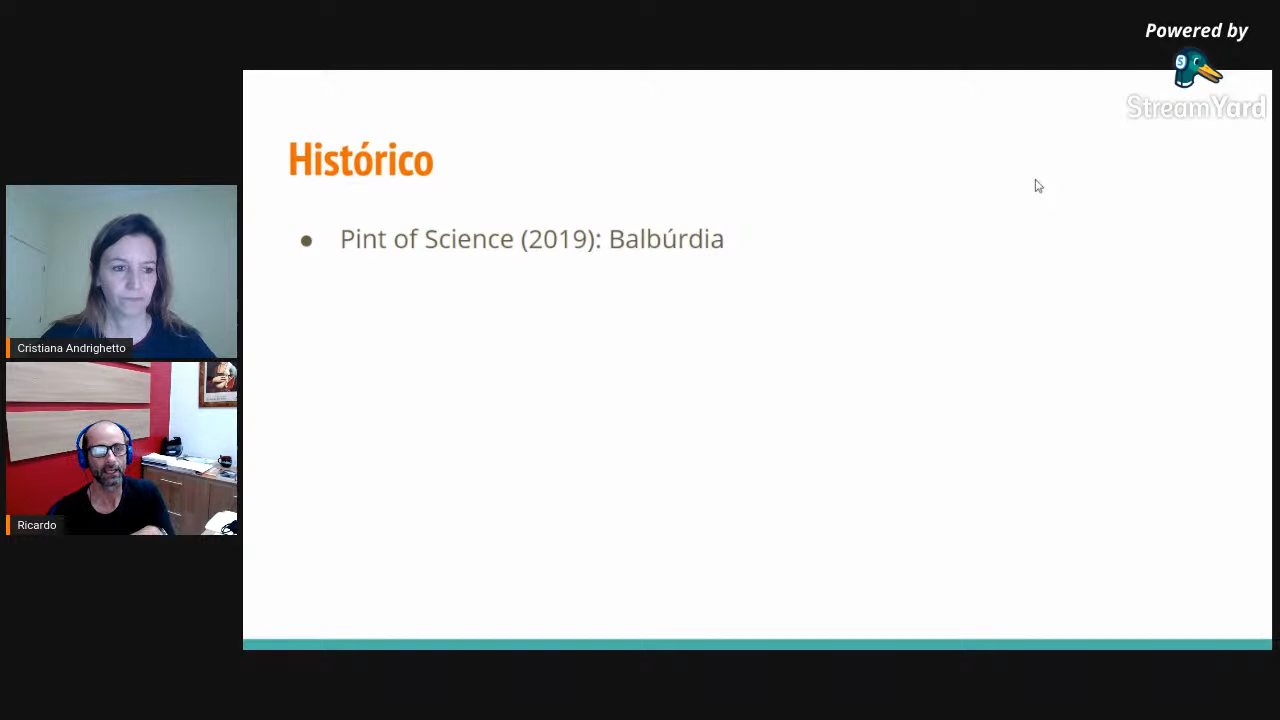 Powered by
StreamYard
Histórico
● Pint of Science (2019): Balbúrdia
Cristiana Andrighetto
Ricardo